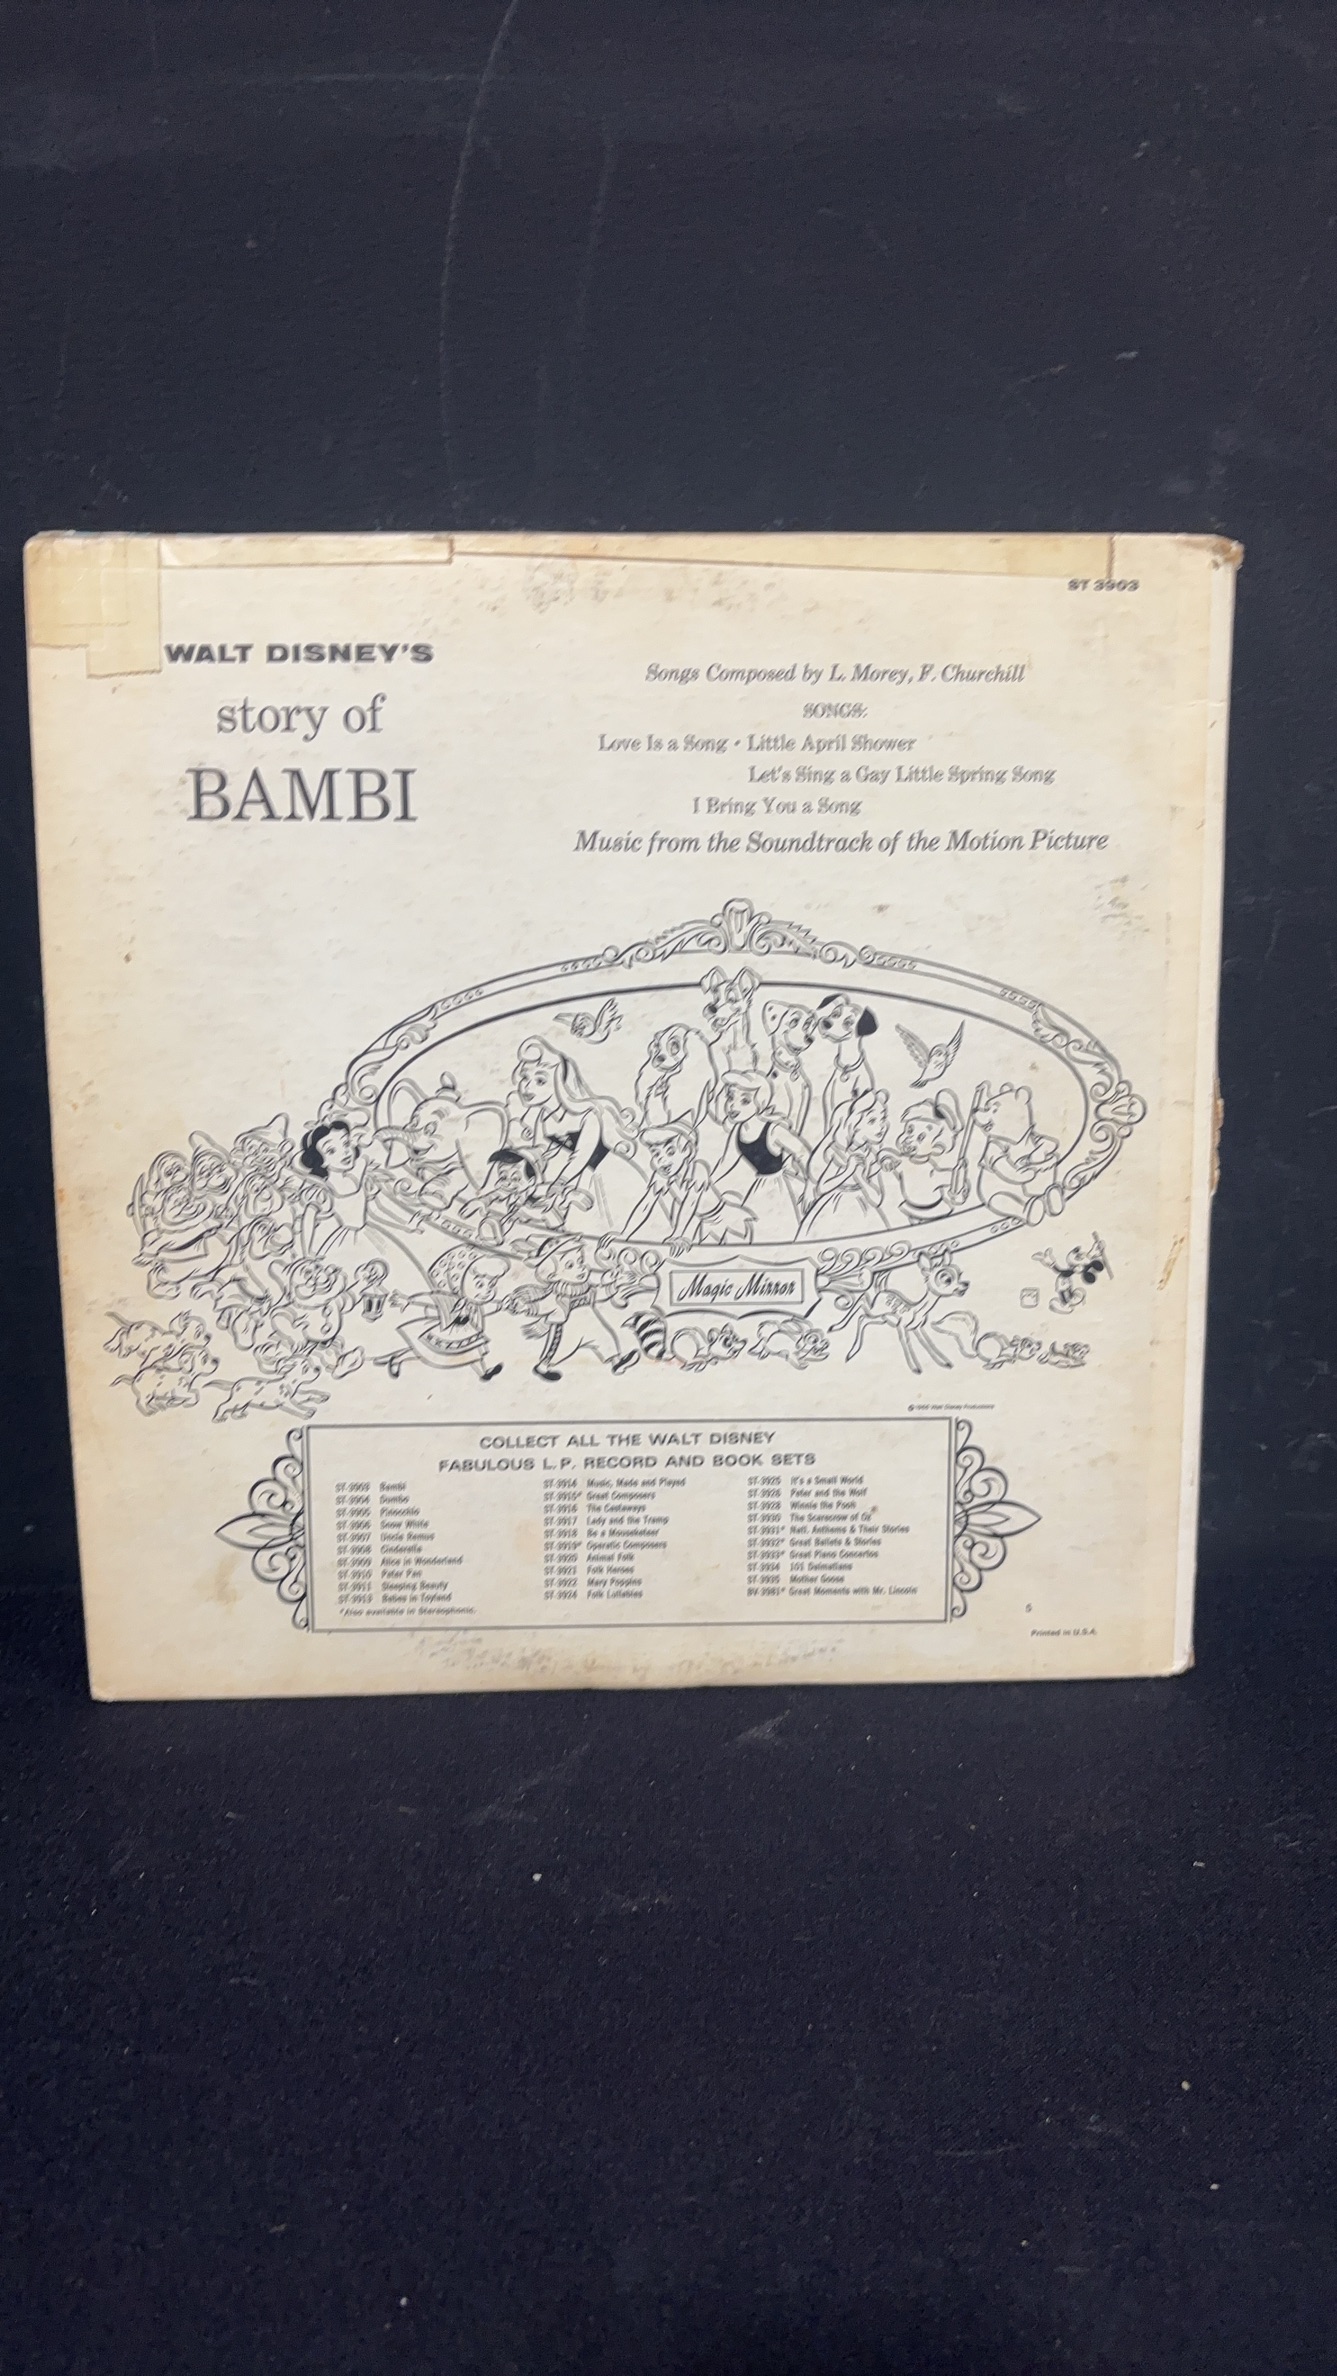 ST 3903
WALT DISNEY'S
story of
BAMBI
Songs Composed by L. Morey, F. Churchill
SONGS:
Love Is a Song • Little April Shower
Let's Sing a Gay Little Spring Song
I Bring You a Song
Music from the Soundtrack of the Motion Picture
Magic Mirror
Walt Disney Productions
COLLECT ALL THE WALT DISNEY
FABULOUS L.P. RECORD AND BOOK SETS
ST-3903 Bambi
ST-3904 Dumbo
ST-3905 Pinocchio
ST-3906 Snow White
ST-3907 Uncle Remus
ST-3908 Cinderella
ST-3909 Alice in Wonderland
ST-3910 Peter Pan
ST-3911 Sleeping Beauty
ST-3913 Babes in Toyland
*Also available in Stereophonic.
ST-3914 Music, Made and Played
ST-3915* Great Composers
ST-3916 The Castaways
ST-3917 Lady and the Tramp
ST-3918 Be a Mouseketeer
ST-3919* Operatic Composers
ST-3920 Animal Folk
ST-3921 Folk Heroes
ST-3922 Mary Poppins
ST-3924 Folk Lullabies
ST-3925 It's a Small World
ST-3926 Peter and the Wolf
ST-3928 Winnie the Pooh
ST-3930 The Scarecrow of Oz
ST-3931* Natl. Anthems & Their Stories
ST-3932* Great Ballets & Stories
ST-3933* Great Piano Concertos
ST-3934 101 Dalmatians
ST-3935 Mother Goose
BV-3981* Great Moments with Mr. Lincoln
5
Printed in U.S.A.